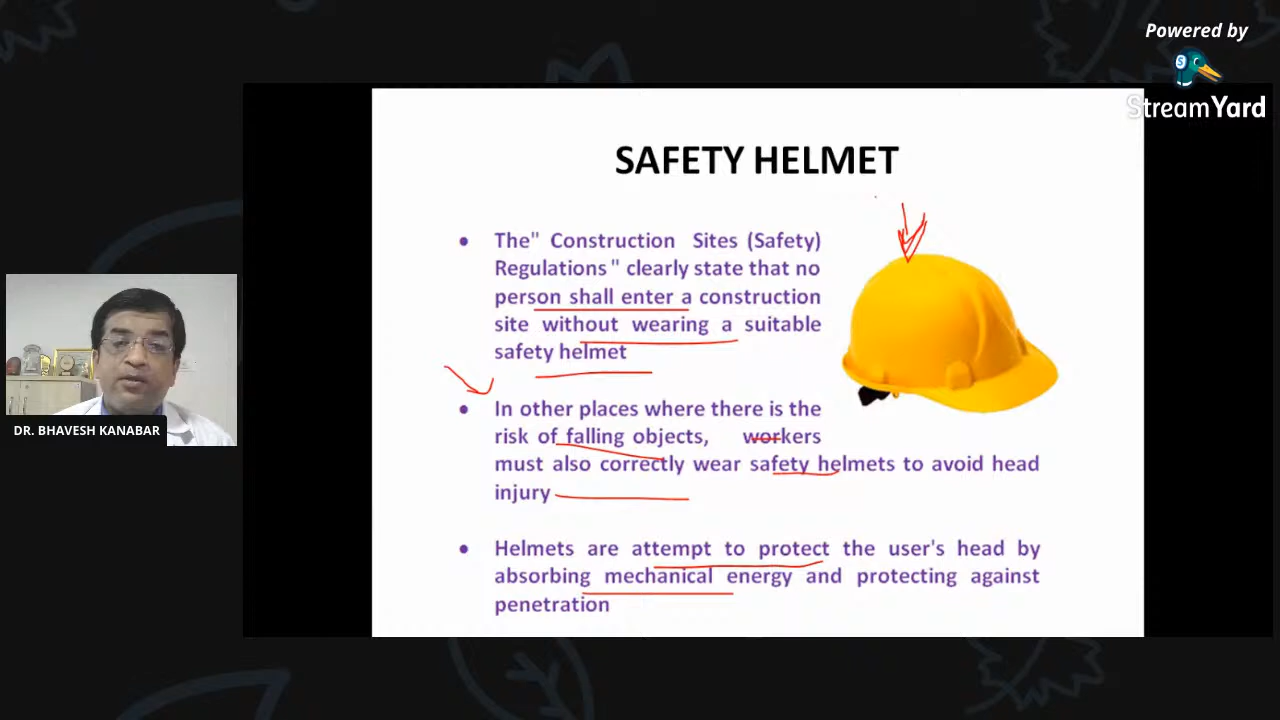 Powered by
StreamYard
SAFETY HELMET
• The" Construction Sites (Safety)
Regulations" clearly state that no
person shall enter a construction
site without wearing a suitable
safety helmet
• In other places where there is the
risk of falling objects, workers
must also correctly wear safety helmets to avoid head
injury
• Helmets are attempt to protect the user's head by
absorbing mechanical energy and protecting against
penetration
DR. BHAVESH KANABAR